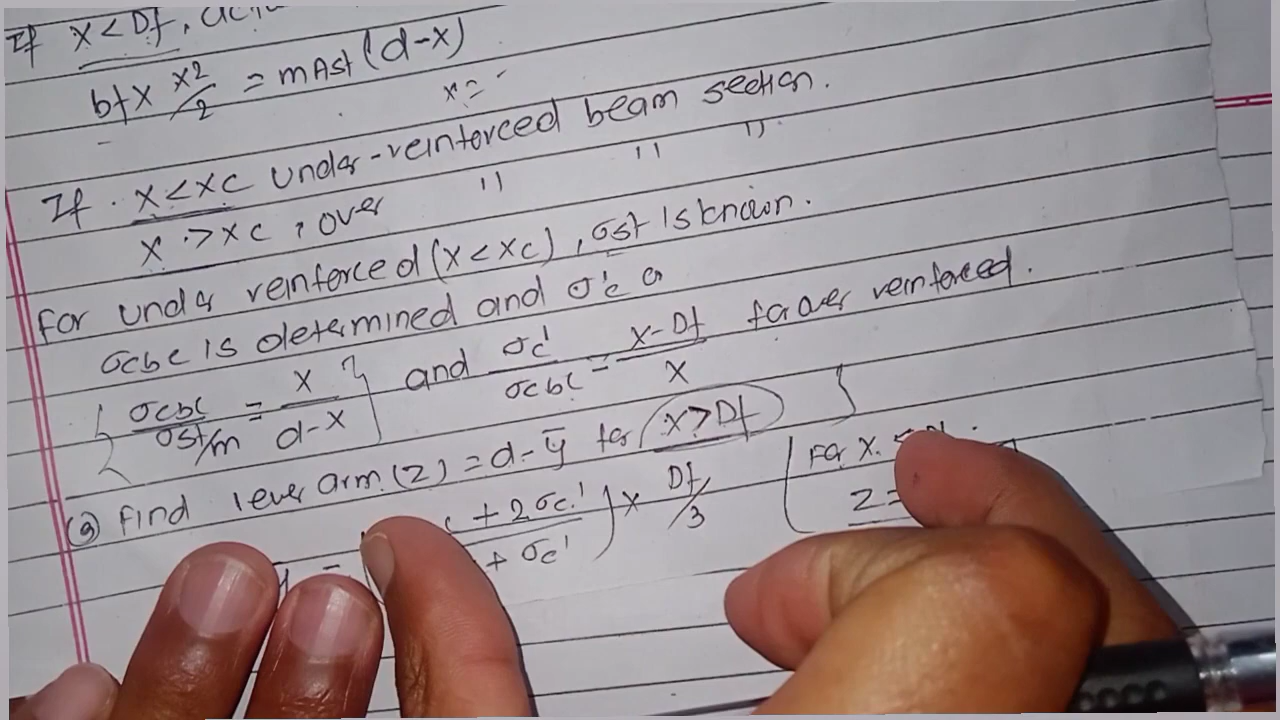 If x < Df,
bf x x2/2 = mAst (d-x)
x =
If . x < xc under-reinforced beam section.
x > xc , over " " "
For under reinforced (x < xc), σst is known.
σcbc is determined and σ'c
{ σcbc / σst/m = x / d-x } and σc' / σcbc = x-Df / x for over reinforced. }
(g) Find lever arm (z) = d-ȳ for x > Df
+ 2σc' / + σc' ) x Df/3
For x
z =